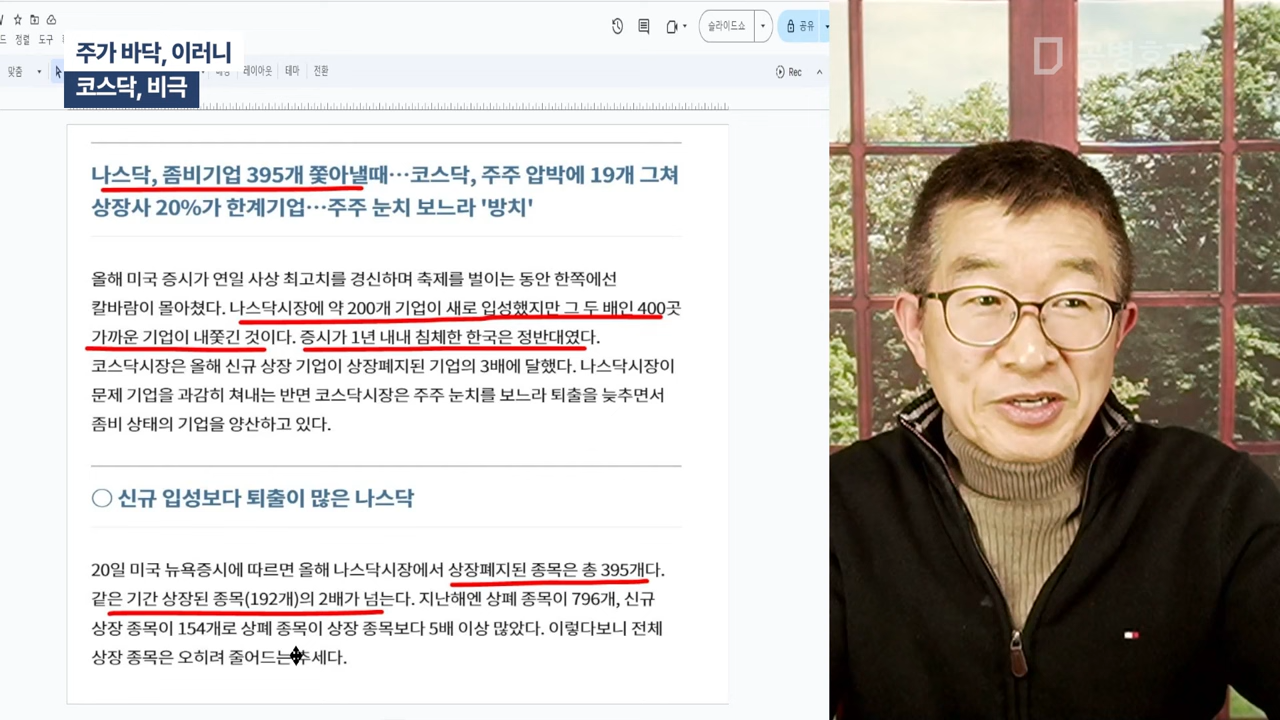 정렬 도구
슬라이드쇼
공유
주가 바닥, 이러니
코스닥, 비극
맞춤
레이아웃
테마
전환
Rec
나스닥, 좀비기업 395개 쫓아낼때…코스닥, 주주 압박에 19개 그쳐
상장사 20%가 한계기업…주주 눈치 보느라 '방치'
올해 미국 증시가 연일 사상 최고치를 경신하며 축제를 벌이는 동안 한쪽에선
칼바람이 몰아쳤다. 나스닥시장에 약 200개 기업이 새로 입성했지만 그 두 배인 400곳
가까운 기업이 내쫓긴 것이다. 증시가 1년 내내 침체한 한국은 정반대였다.
코스닥시장은 올해 신규 상장 기업이 상장폐지된 기업의 3배에 달했다. 나스닥시장이
문제 기업을 과감히 쳐내는 반면 코스닥시장은 주주 눈치를 보느라 퇴출을 늦추면서
좀비 상태의 기업을 양산하고 있다.
○ 신규 입성보다 퇴출이 많은 나스닥
20일 미국 뉴욕증시에 따르면 올해 나스닥시장에서 상장폐지된 종목은 총 395개다.
같은 기간 상장된 종목(192개)의 2배가 넘는다. 지난해엔 상폐 종목이 796개, 신규
상장 종목이 154개로 상폐 종목이 상장 종목보다 5배 이상 많았다. 이렇다보니 전체
상장 종목은 오히려 줄어드는 추세다.